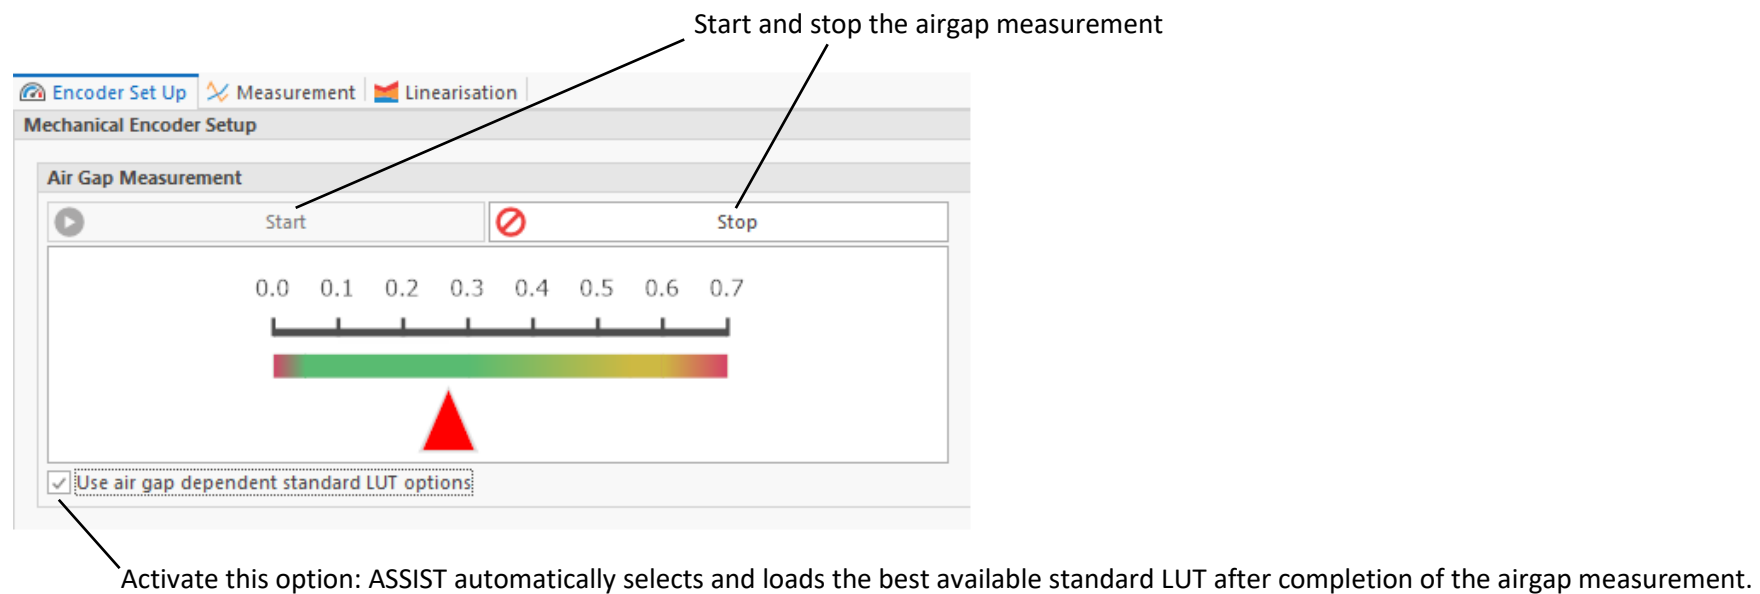 Start and stop the airgap measurement
Encoder Set Up Measurement Linearisation
Mechanical Encoder Setup
Air Gap Measurement
Start Stop
0.0 0.1 0.2 0.3 0.4 0.5 0.6 0.7
Use air gap dependent standard LUT options
Activate this option: ASSIST automatically selects and loads the best available standard LUT after completion of the airgap measurement.